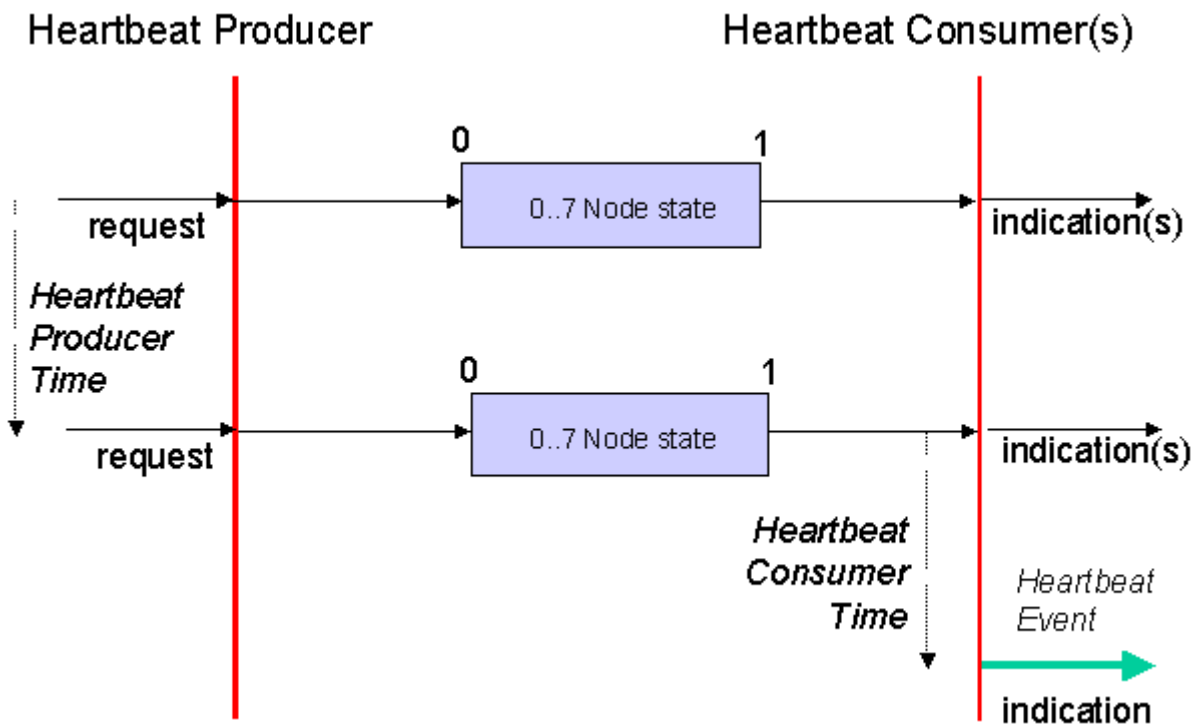 Heartbeat Producer
Heartbeat Consumer(s)
0 1
0..7 Node state
request
indication(s)
Heartbeat
Producer
Time
0 1
0..7 Node state
request
indication(s)
Heartbeat
Consumer
Time
Heartbeat
Event
indication